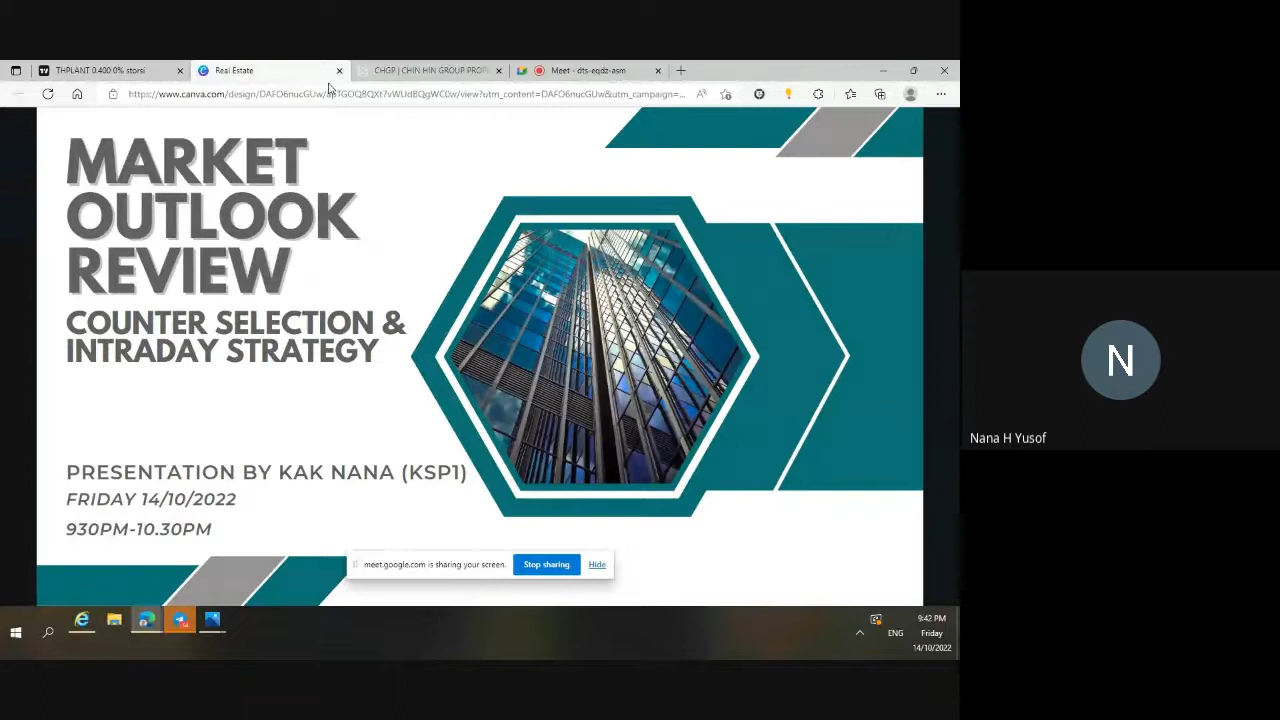 THPLANT 0.400 0% storsi
Real Estate
CHGP | CHIN HIN GROUP PROP
Meet - dts-eqdz-asm
MARKET
OUTLOOK
REVIEW
COUNTER SELECTION &
INTRADAY STRATEGY
PRESENTATION BY KAK NANA (KSP1)
FRIDAY 14/10/2022
930PM-10.30PM
meet.google.com is sharing your screen.
Stop sharing
Hide
N
Nana H Yusof
ENG
9:42 PM
Friday
14/10/2022